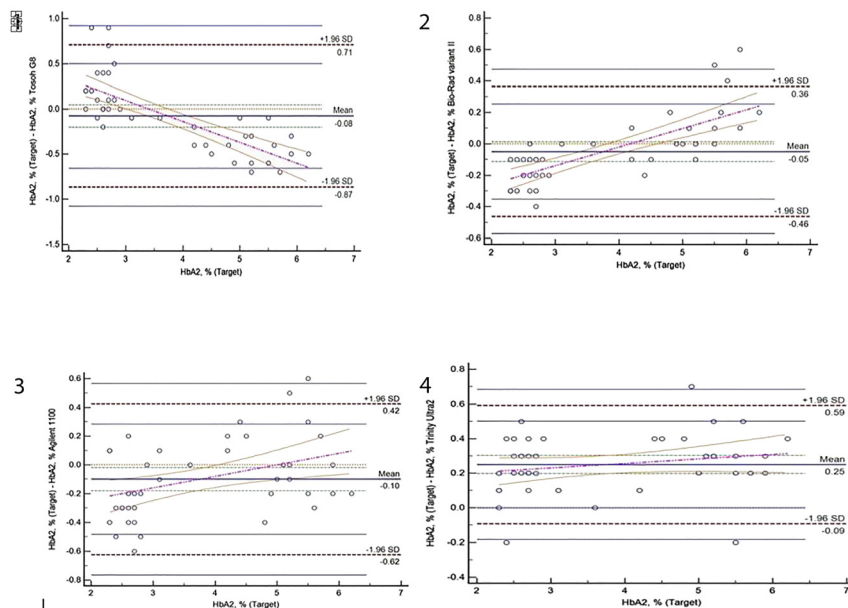 1
HbA2, % (Target) - HbA2, % Tosoh G8
1.0
0.5
0.0
-0.5
-1.0
-1.5
+1.96 SD
0.71
Mean
-0.08
-1.96 SD
-0.87
2 3 4 5 6 7
HbA2, % (Target)
2
HbA2, % (Target) - HbA2, % Bio-Rad variant II
0.8
0.6
0.4
0.2
0.0
-0.2
-0.4
-0.6
+1.96 SD
0.36
Mean
-0.05
-1.96 SD
-0.46
2 3 4 5 6 7
HbA2, % (Target)
3
HbA2, % (Target) - HbA2, % Agilent 1100
0.6
0.4
0.2
0.0
-0.2
-0.4
-0.6
-0.8
+1.96 SD
0.42
Mean
-0.10
-1.96 SD
-0.62
2 3 4 5 6 7
HbA2, % (Target)
4
HbA2, % (Target) - HbA2, % Trinity Ultra2
0.8
0.6
0.4
0.2
0.0
-0.2
-0.4
+1.96 SD
0.59
Mean
0.25
-1.96 SD
-0.09
2 3 4 5 6 7
HbA2, % (Target)